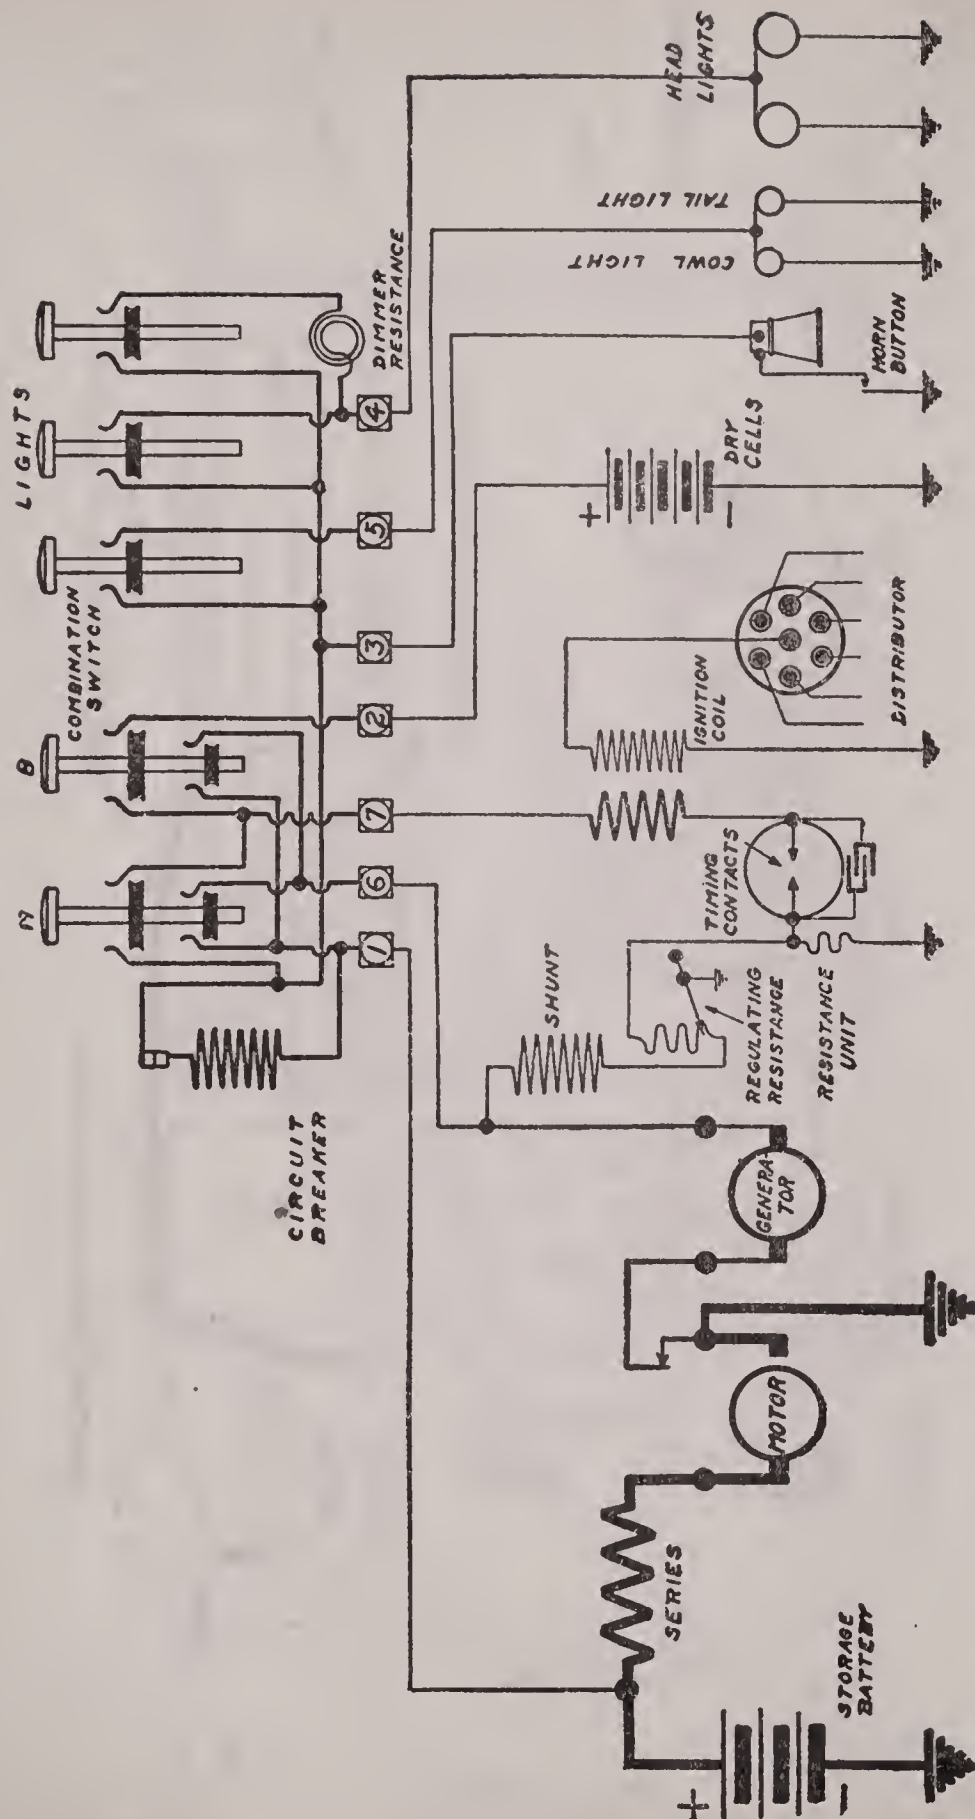 LIGHTS
COMBINATION
SWITCH
M
B
CIRCUIT
BREAKER
1
6
7
2
3
5
4
DIMMER
RESISTANCE
HEAD
LIGHTS
TAIL LIGHT
COWL LIGHT
HORN
BUTTON
+
-
DRY
CELLS
IGNITION
COIL
DISTRIBUTOR
TIMING
CONTACTS
SHUNT
REGULATING
RESISTANCE
RESISTANCE
UNIT
GENERA-
TOR
MOTOR
SERIES
+
-
STORAGE
BATTERY